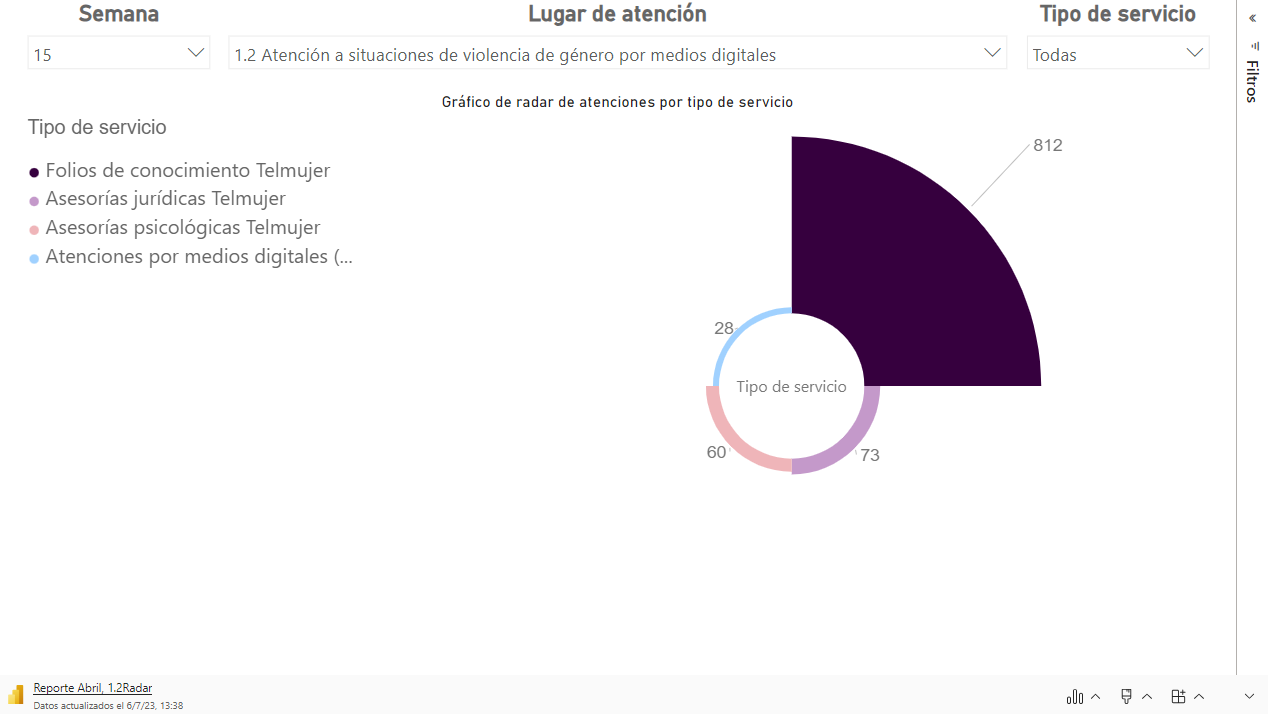 Semana
Lugar de atención
Tipo de servicio
«
15
1.2 Atención a situaciones de violencia de género por medios digitales
Todas
Filtros
Gráfico de radar de atenciones por tipo de servicio
Tipo de servicio
Folios de conocimiento Telmujer
Asesorías jurídicas Telmujer
Asesorías psicológicas Telmujer
Atenciones por medios digitales (...
812
28
Tipo de servicio
60
73
Reporte Abril, 1.2Radar
Datos actualizados el 6/7/23, 13:38